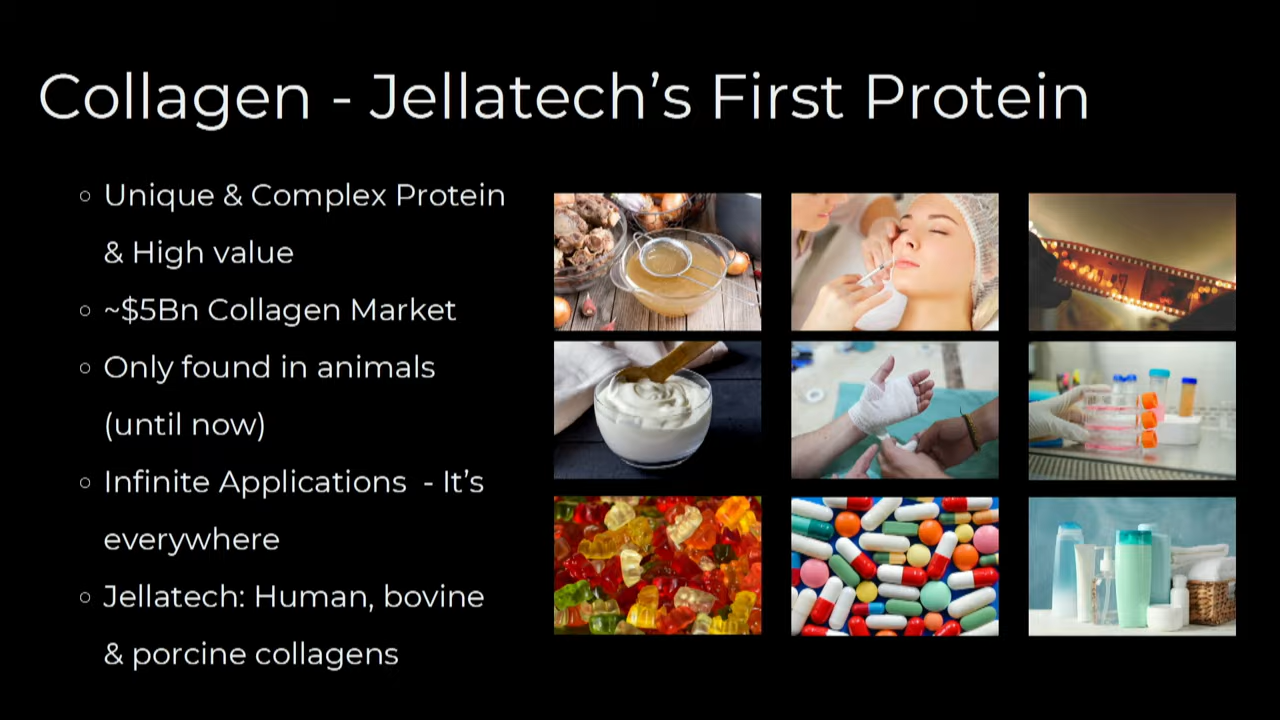 Collagen - Jellatech’s First Protein
◦ Unique & Complex Protein
& High value
◦ ~$5Bn Collagen Market
◦ Only found in animals
(until now)
◦ Infinite Applications - It’s
everywhere
◦ Jellatech: Human, bovine
& porcine collagens